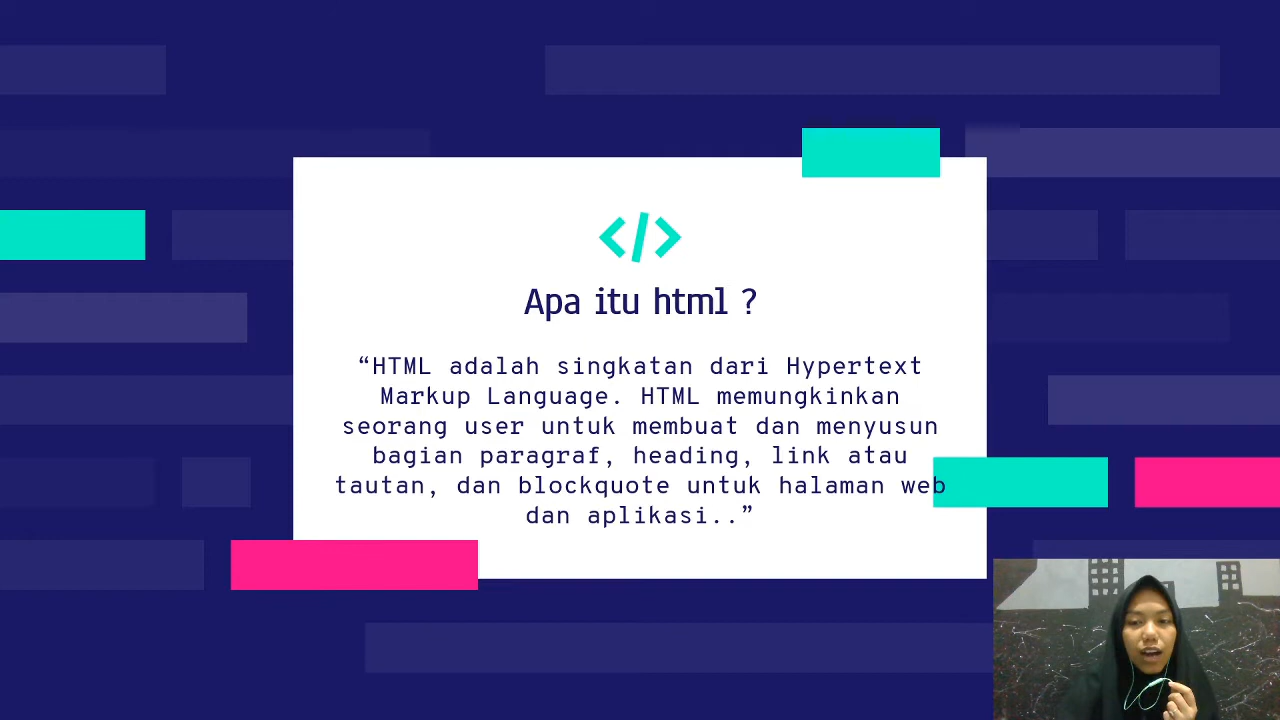 </>
Apa itu html ?
“HTML adalah singkatan dari Hypertext
Markup Language. HTML memungkinkan
seorang user untuk membuat dan menyusun
bagian paragraf, heading, link atau
tautan, dan blockquote untuk halaman web
dan aplikasi..”